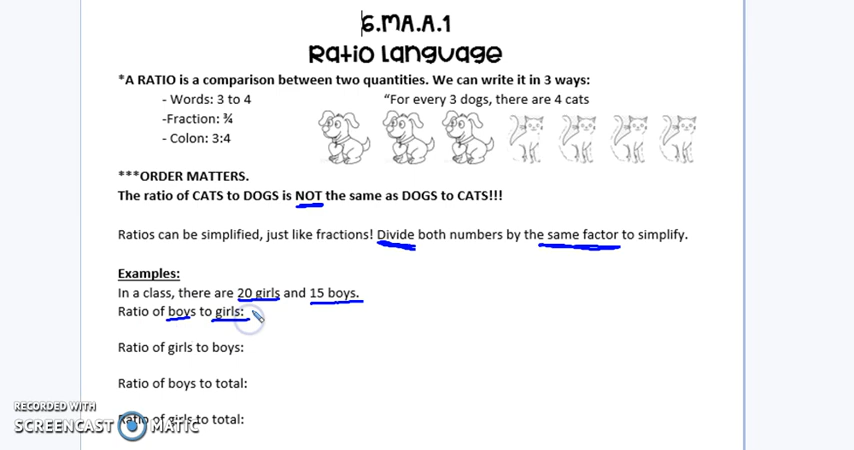 6.MA.A.1
Ratio Language
*A RATIO is a comparison between two quantities. We can write it in 3 ways:
- Words: 3 to 4 “For every 3 dogs, there are 4 cats
-Fraction: ¾
- Colon: 3:4
***ORDER MATTERS.
The ratio of CATS to DOGS is NOT the same as DOGS to CATS!!!
Ratios can be simplified, just like fractions! Divide both numbers by the same factor to simplify.
Examples:
In a class, there are 20 girls and 15 boys.
Ratio of boys to girls:
Ratio of girls to boys:
Ratio of boys to total:
Ratio of girls to total:
RECORDED WITH
SCREENCAST MATIC